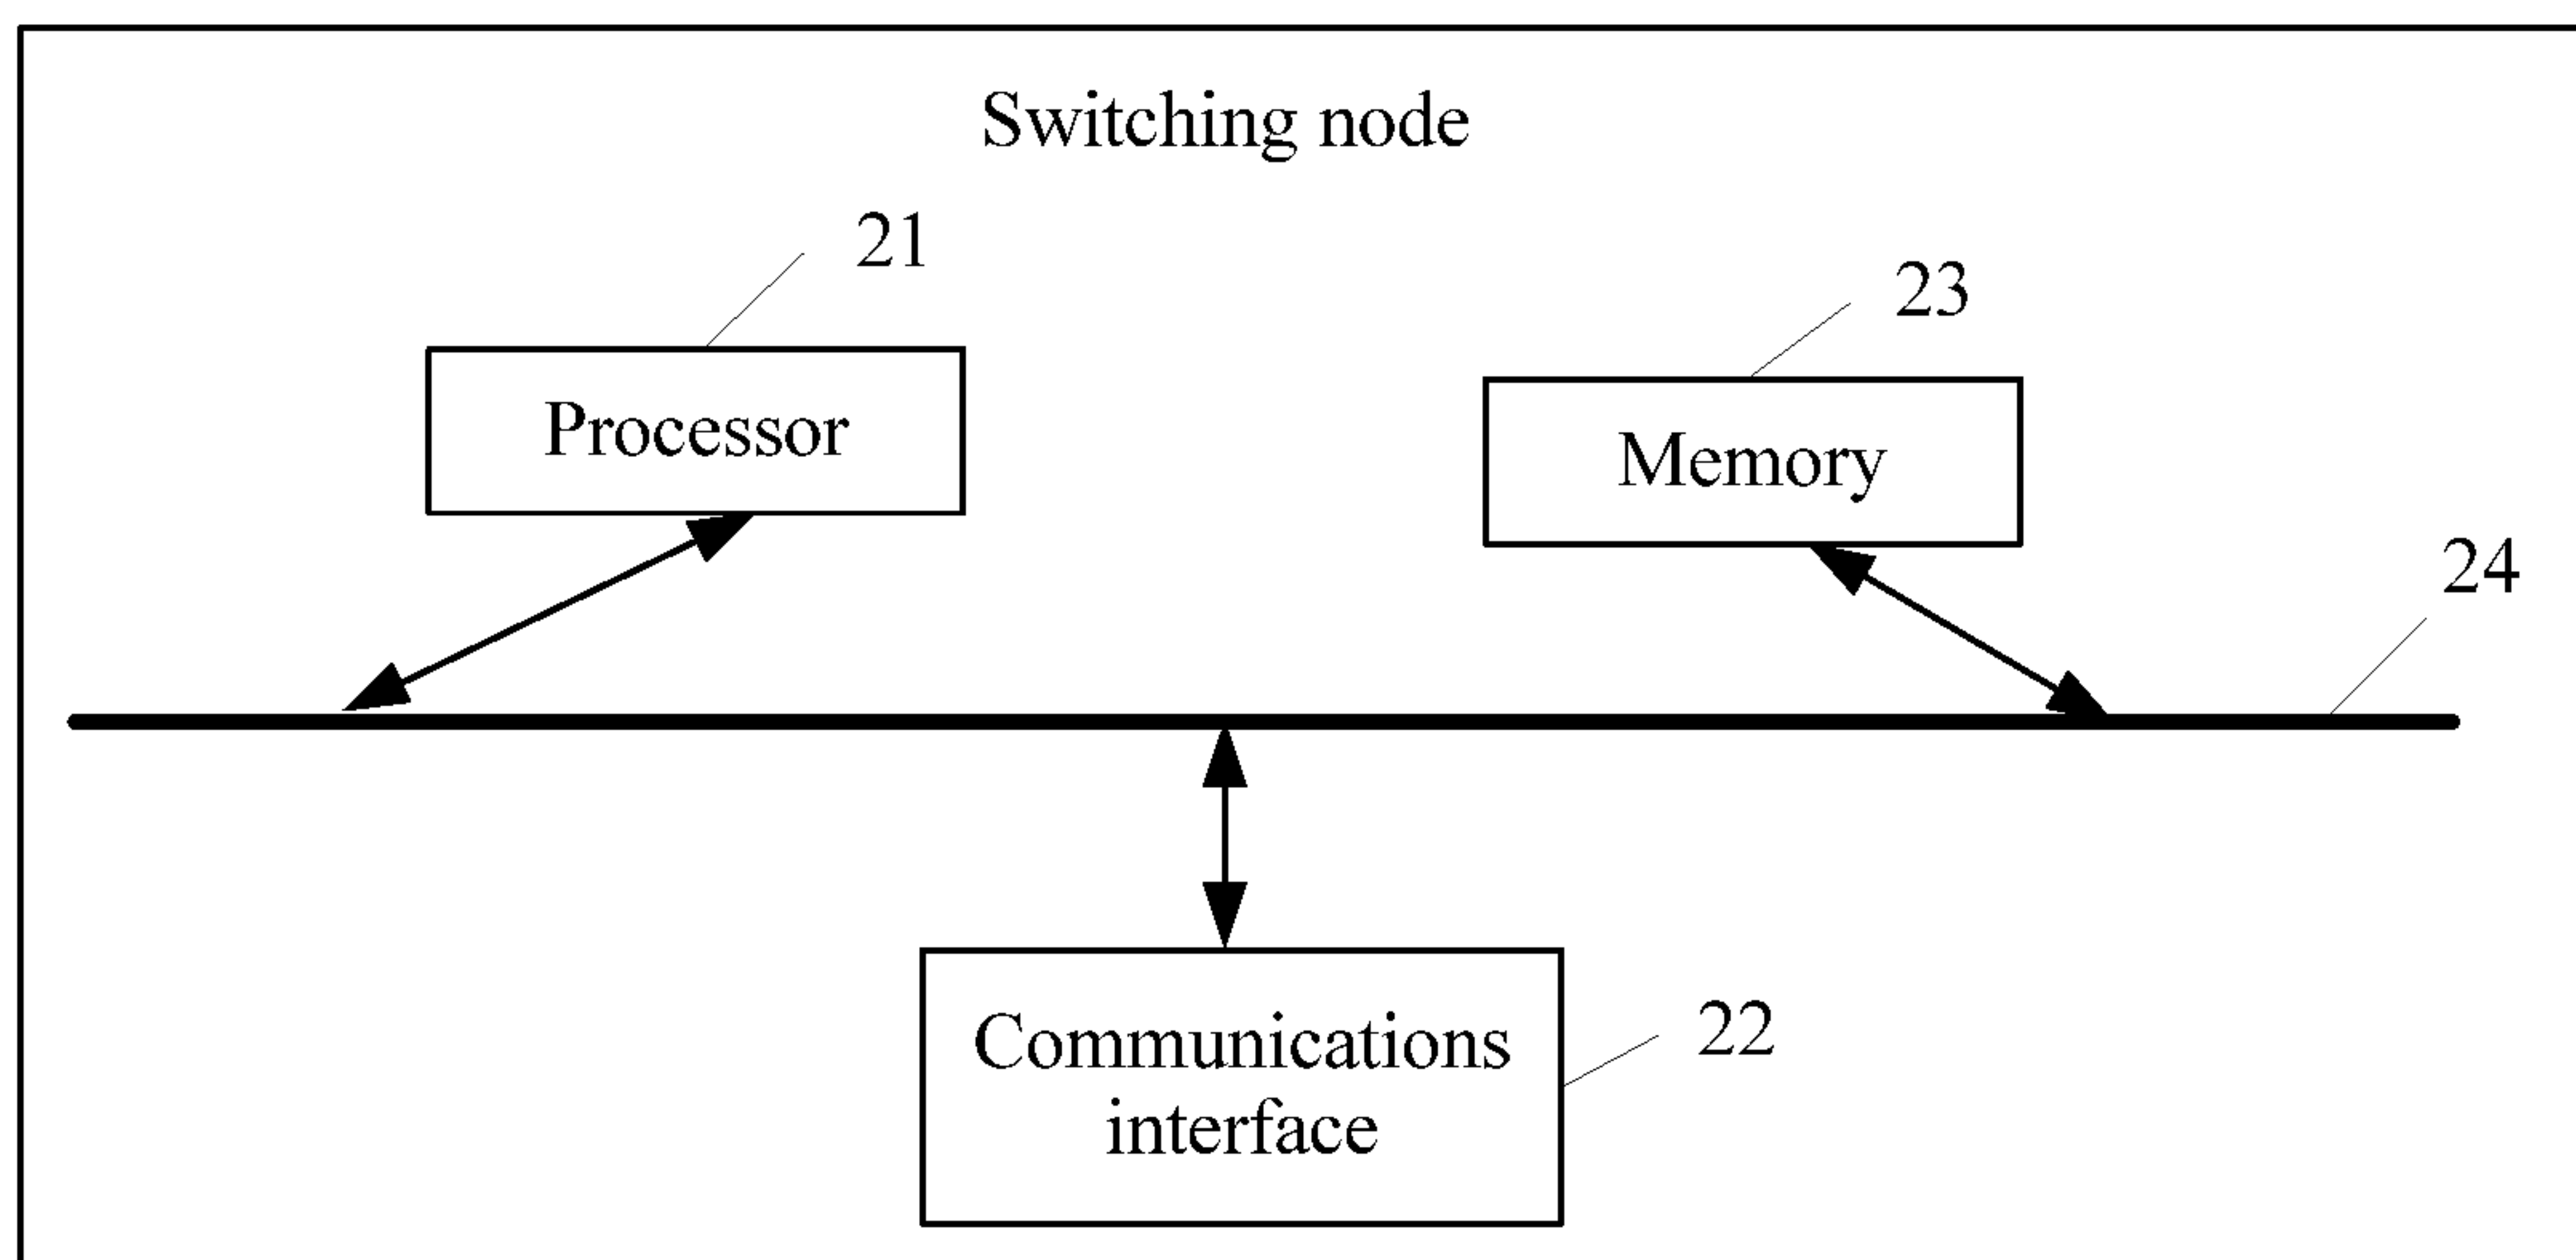 Switching node
21
23
Processor
Memory
24
Communications
interface
22